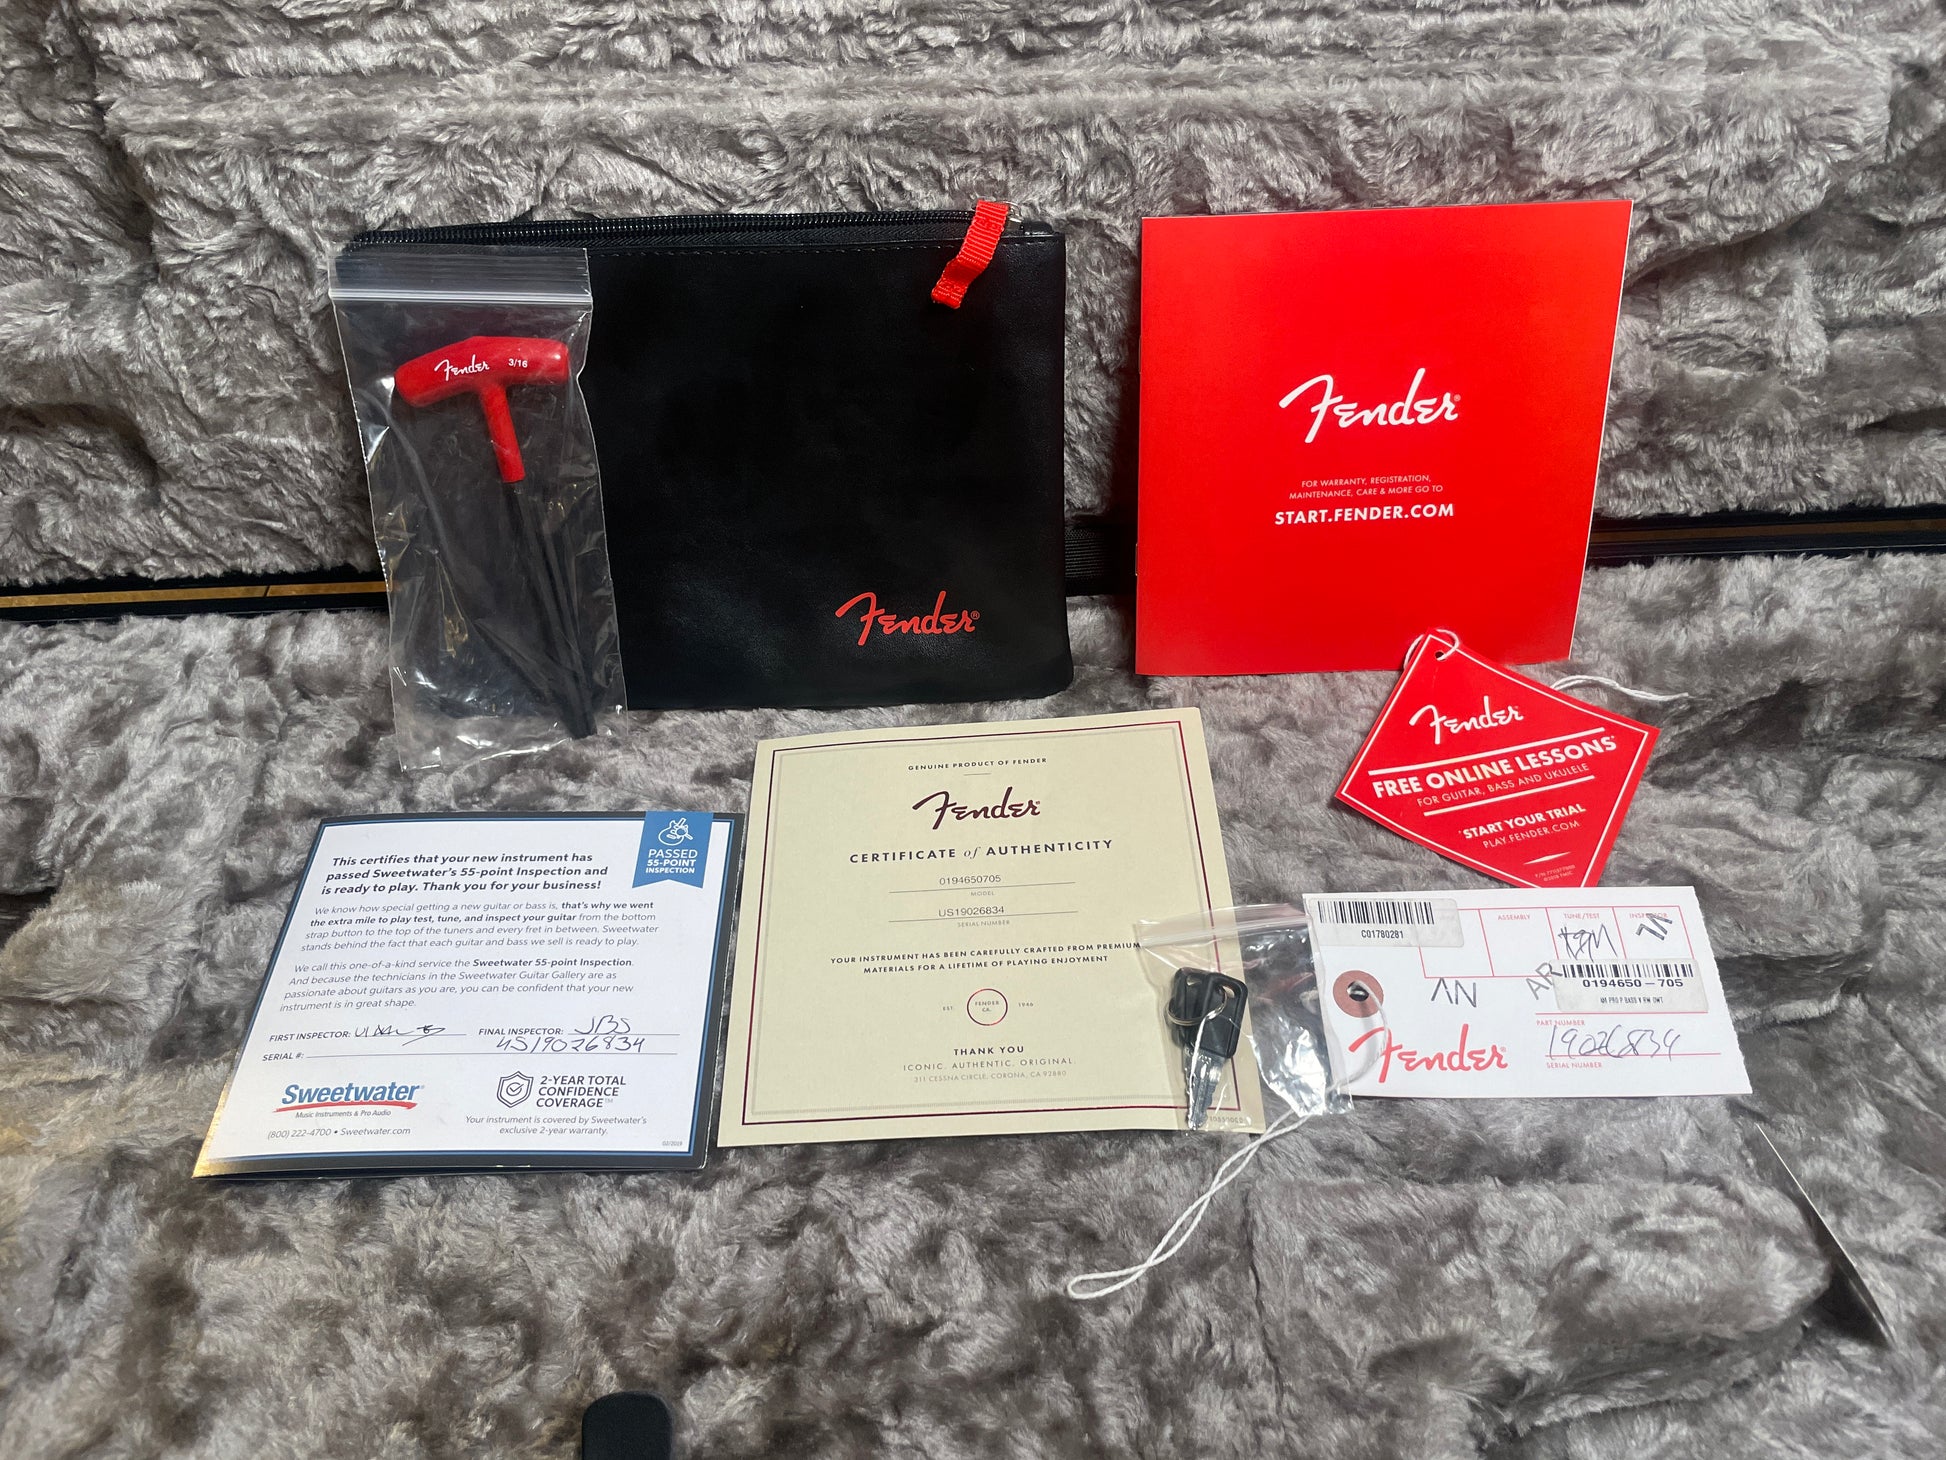 Fender 3/16
Fender®
Fender®
FOR WARRANTY, REGISTRATION,
MAINTENANCE, CARE & MORE GO TO
START.FENDER.COM
Fender
FREE ONLINE LESSONS*
FOR GUITAR, BASS AND UKULELE
*START YOUR TRIAL
PLAY.FENDER.COM
This certifies that your new instrument has
passed Sweetwater's 55-point Inspection and
is ready to play. Thank you for your business!
PASSED
55-POINT
INSPECTION
We know how special getting a new guitar or bass is, that's why we went
the extra mile to play test, tune, and inspect your guitar from the bottom
strap button to the top of the tuners and every fret in between. Sweetwater
stands behind the fact that each guitar and bass we sell is ready to play.
We call this one-of-a-kind service the Sweetwater 55-point Inspection.
And because the technicians in the Sweetwater Guitar Gallery are as
passionate about guitars as you are, you can be confident that your new
instrument is in great shape.
FIRST INSPECTOR:
FINAL INSPECTOR: JBS
SERIAL #: US19026834
Sweetwater®
Music Instruments & Pro Audio
(800) 222-4700 • Sweetwater.com
2-YEAR TOTAL
CONFIDENCE
COVERAGE™
Your instrument is covered by Sweetwater's
exclusive 2-year warranty.
02/2019
GENUINE PRODUCT OF FENDER
Fender®
CERTIFICATE of AUTHENTICITY
0194650705
MODEL
US19026834
SERIAL NUMBER
YOUR INSTRUMENT HAS BEEN CAREFULLY CRAFTED FROM PREMIUM
MATERIALS FOR A LIFETIME OF PLAYING ENJOYMENT
EST. FENDER CA. 1946
THANK YOU
ICONIC. AUTHENTIC. ORIGINAL.
311 CESSNA CIRCLE, CORONA, CA 92880
C01780281
ASSEMBLY
TUNE/TEST
VN
AR
0194650-705
AM PRO P BASS V RW OWT
PART NUMBER
19026834
SERIAL NUMBER
Fender®